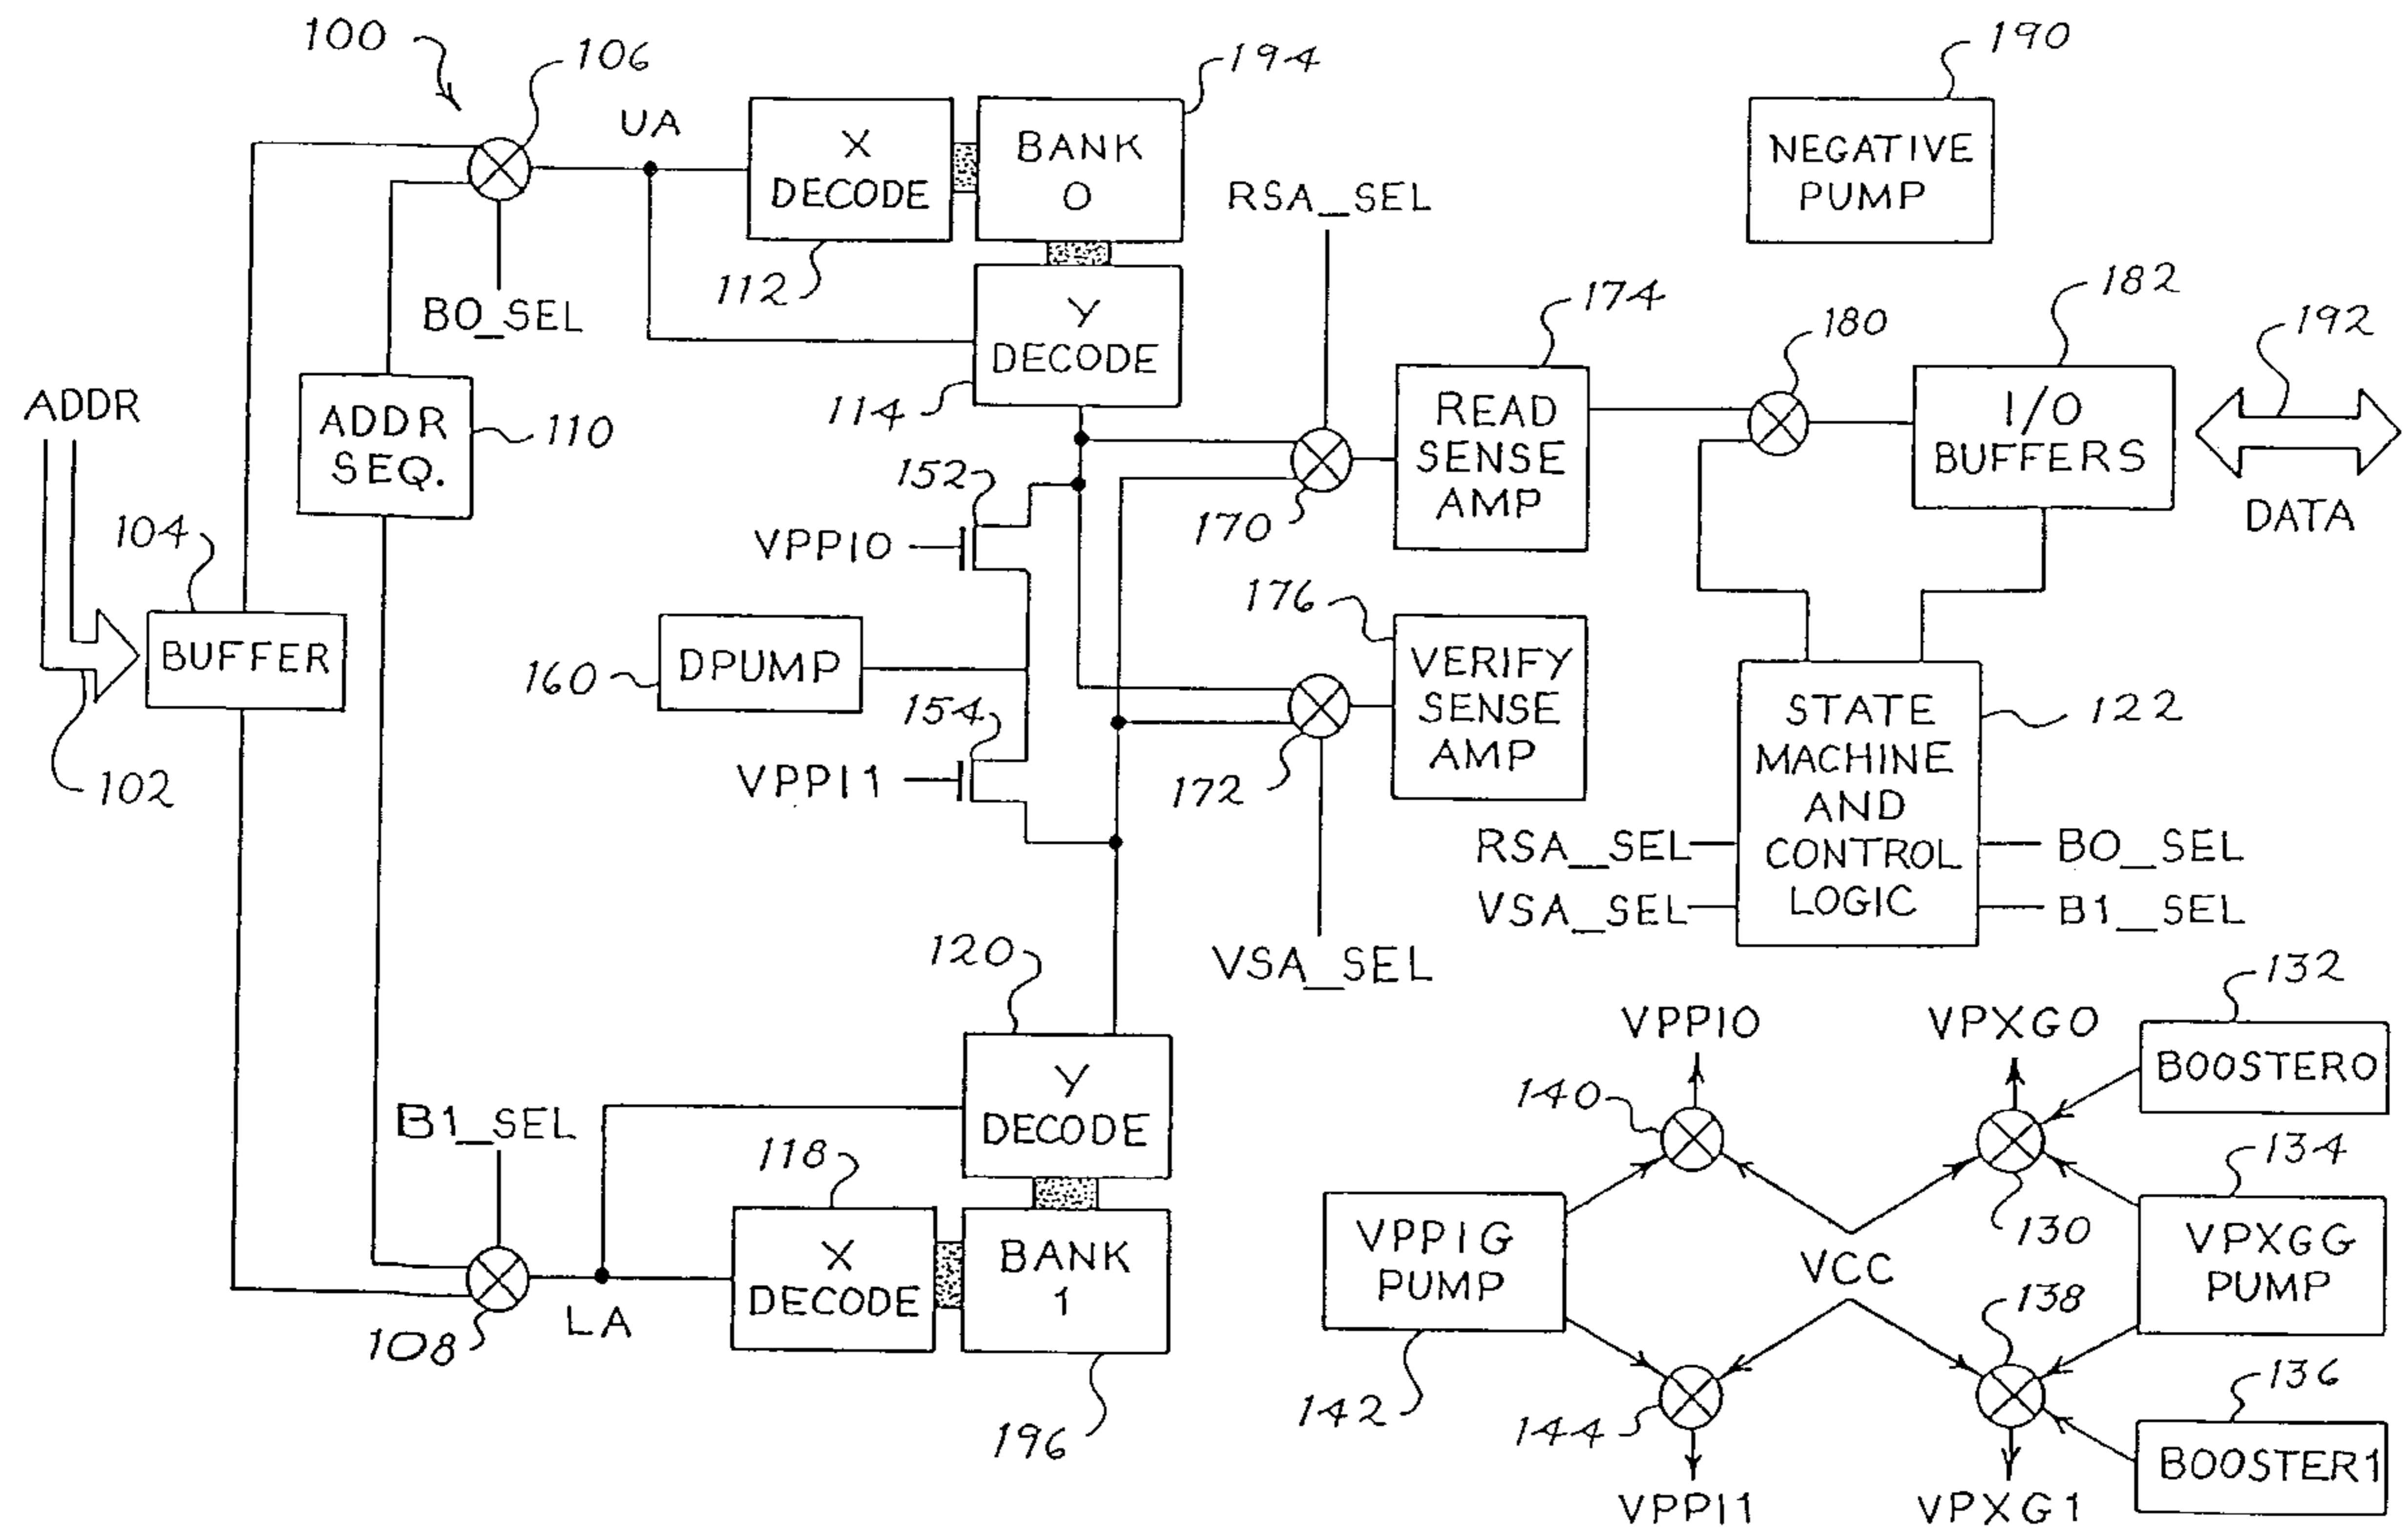 100
106
UA
X
DECODE
112
BANK
0
194
190
NEGATIVE
PUMP
B0_SEL
RSA_SEL
Y
DECODE
114
174
READ
SENSE
AMP
180
182
I/O
BUFFERS
192
DATA
ADDR
ADDR
SEQ.
110
152
VPPI0
170
104
BUFFER
102
DPUMP
160
154
VPPI1
176
VERIFY
SENSE
AMP
172
VSA_SEL
STATE
MACHINE
AND
CONTROL
LOGIC
122
RSA_SEL
VSA_SEL
B0_SEL
B1_SEL
120
Y
DECODE
B1_SEL
118
X
DECODE
BANK
1
196
108
LA
VPPI0
VPXG0
132
BOOSTER0
140
130
134
VPXGG
PUMP
VPPIG
PUMP
VCC
142
144
138
136
BOOSTER1
VPPI1
VPXG1